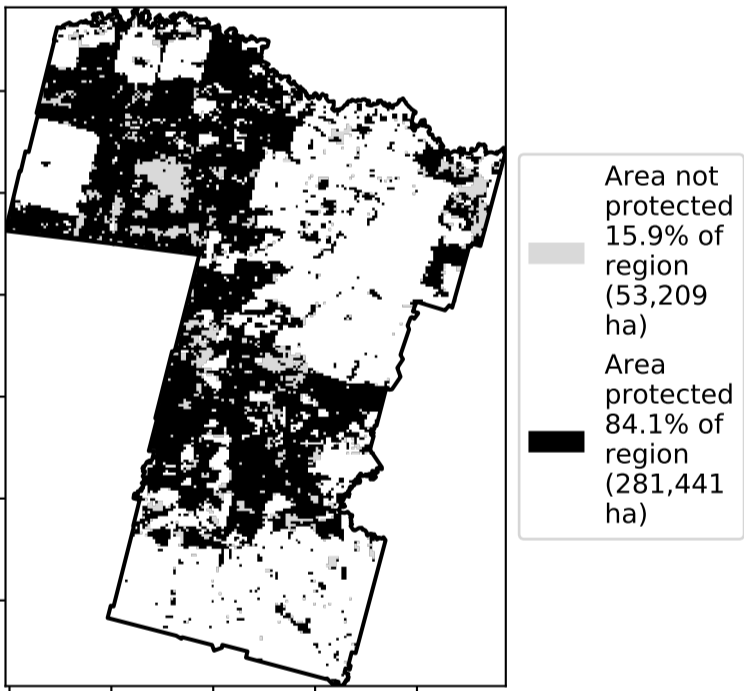 Area not
protected
15.9% of
region
(53,209
ha)
Area
protected
84.1% of
region
(281,441
ha)